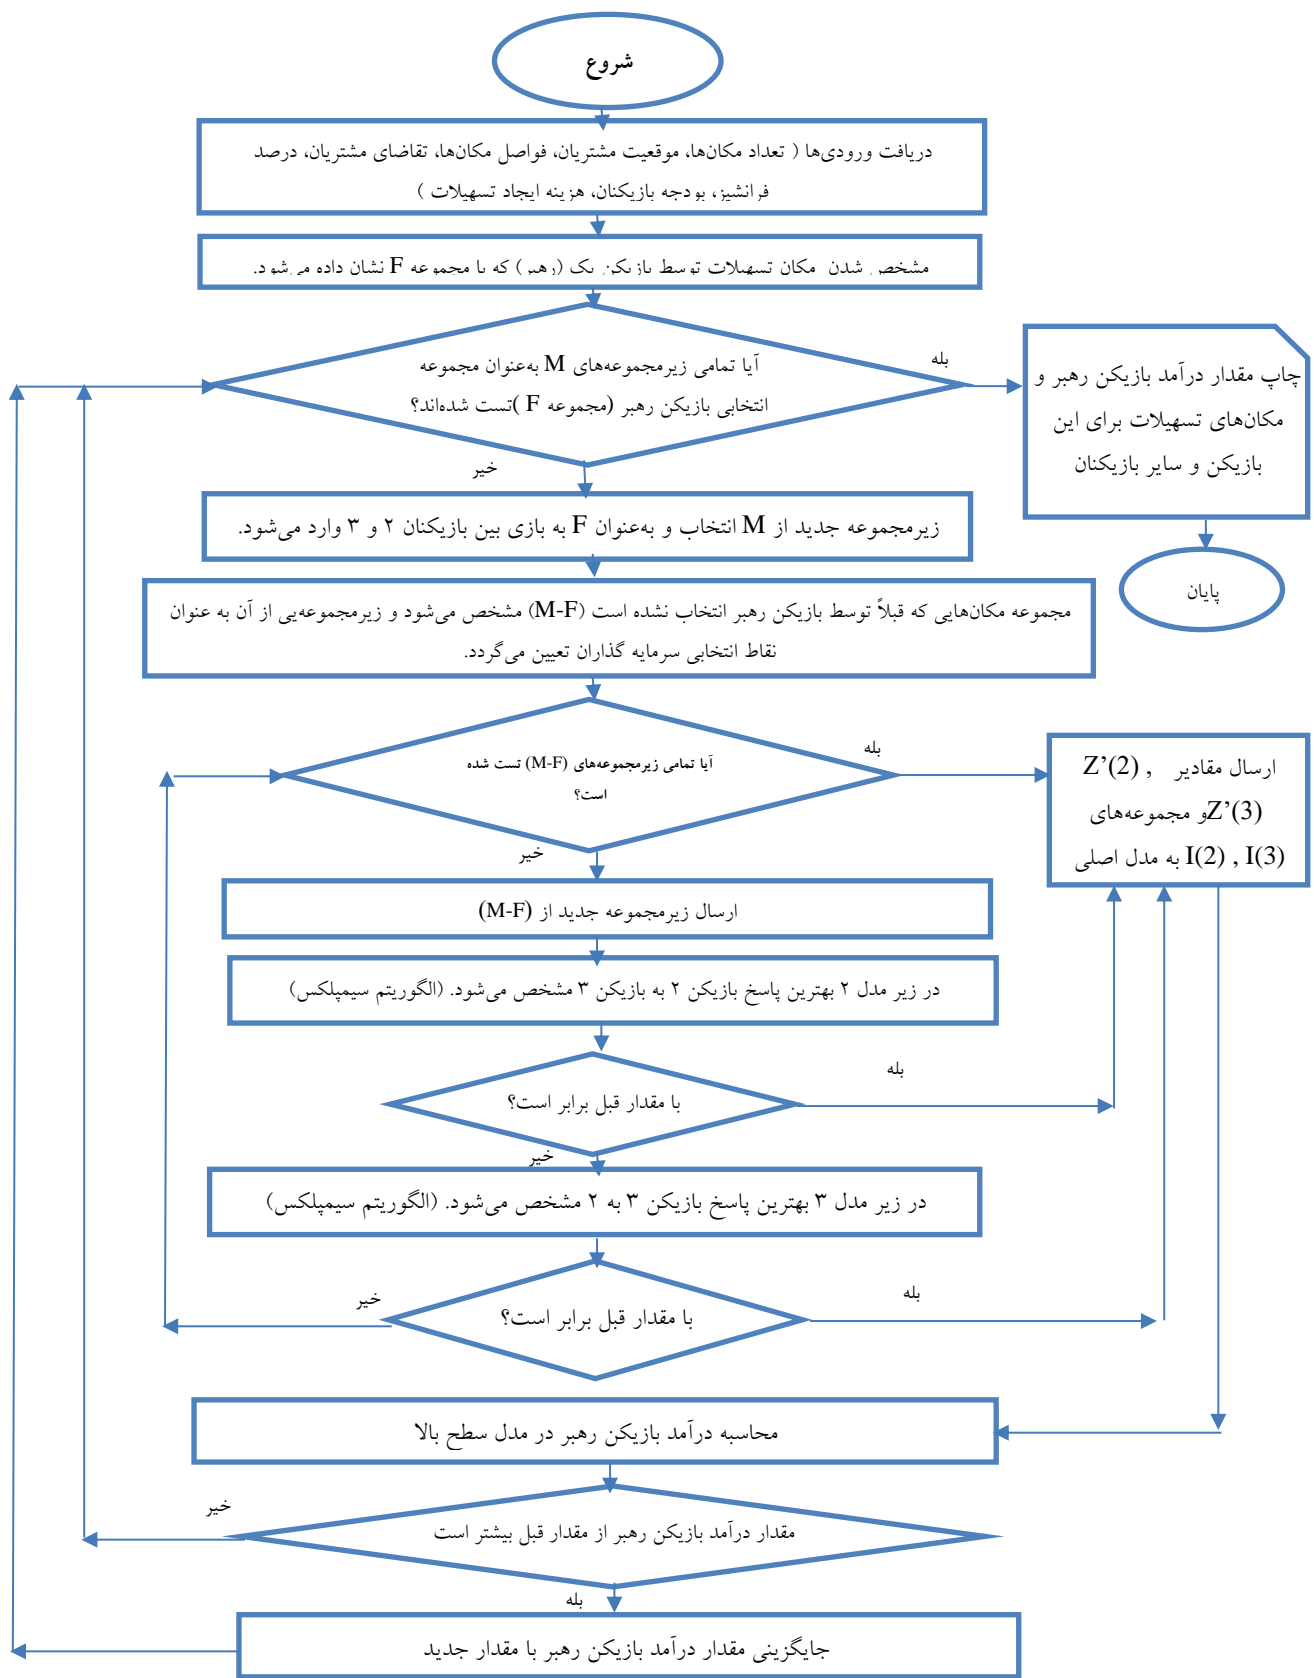 شروع
دریافت ورودی‌ها ( تعداد مکان‌ها، موقعیت مشتریان، فواصل مکان‌ها، تقاضای مشتریان، درصد
فرانشیز، بودجه بازیکنان، هزینه ایجاد تسهیلات )
مشخص شدن مکان تسهیلات توسط بازیکن یک (رهبر) که با مجموعه F نشان داده می‌شود.
آیا تمامی زیرمجموعه‌های M به‌عنوان مجموعه
انتخابی بازیکن رهبر (مجموعه F )تست شده‌اند؟
بله
چاپ مقدار درآمد بازیکن رهبر و
مکان‌های تسهیلات برای این
بازیکن و سایر بازیکنان
پایان
خیر
زیرمجموعه جدید از M انتخاب و به‌عنوان F به بازی بین بازیکنان ۲ و ۳ وارد می‌شود.
مجموعه مکان‌هایی که قبلاً توسط بازیکن رهبر انتخاب نشده است (M-F) مشخص می‌شود و زیرمجموعه‌یی از آن به عنوان
نقاط انتخابی سرمایه گذاران تعیین می‌گردد.
آیا تمامی زیرمجموعه‌های (M-F) تست شده
است؟
بله
ارسال مقادیر Z’(2) ,
Z’(3)و مجموعه‌های
I(2) , I(3) به مدل اصلی
خیر
ارسال زیرمجموعه جدید از (M-F)
در زیر مدل ۲ بهترین پاسخ بازیکن ۲ به بازیکن ۳ مشخص می‌شود. (الگوریتم سیمپلکس)
با مقدار قبل برابر است؟
بله
خیر
در زیر مدل ۳ بهترین پاسخ بازیکن ۳ به ۲ مشخص می‌شود. (الگوریتم سیمپلکس)
با مقدار قبل برابر است؟
بله
خیر
محاسبه درآمد بازیکن رهبر در مدل سطح بالا
مقدار درآمد بازیکن رهبر از مقدار قبل بیشتر است
خیر
بله
جایگزینی مقدار درآمد بازیکن رهبر با مقدار جدید